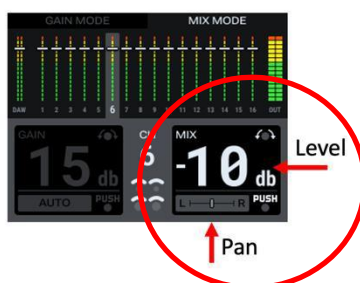 GAIN MODE MIX MODE
DAW 1 2 3 4 5 6 7 8 9 10 11 12 13 14 15 16 OUT
GAIN CH MIX
15 db 6 -10 db
AUTO PUSH L R PUSH
Level
Pan